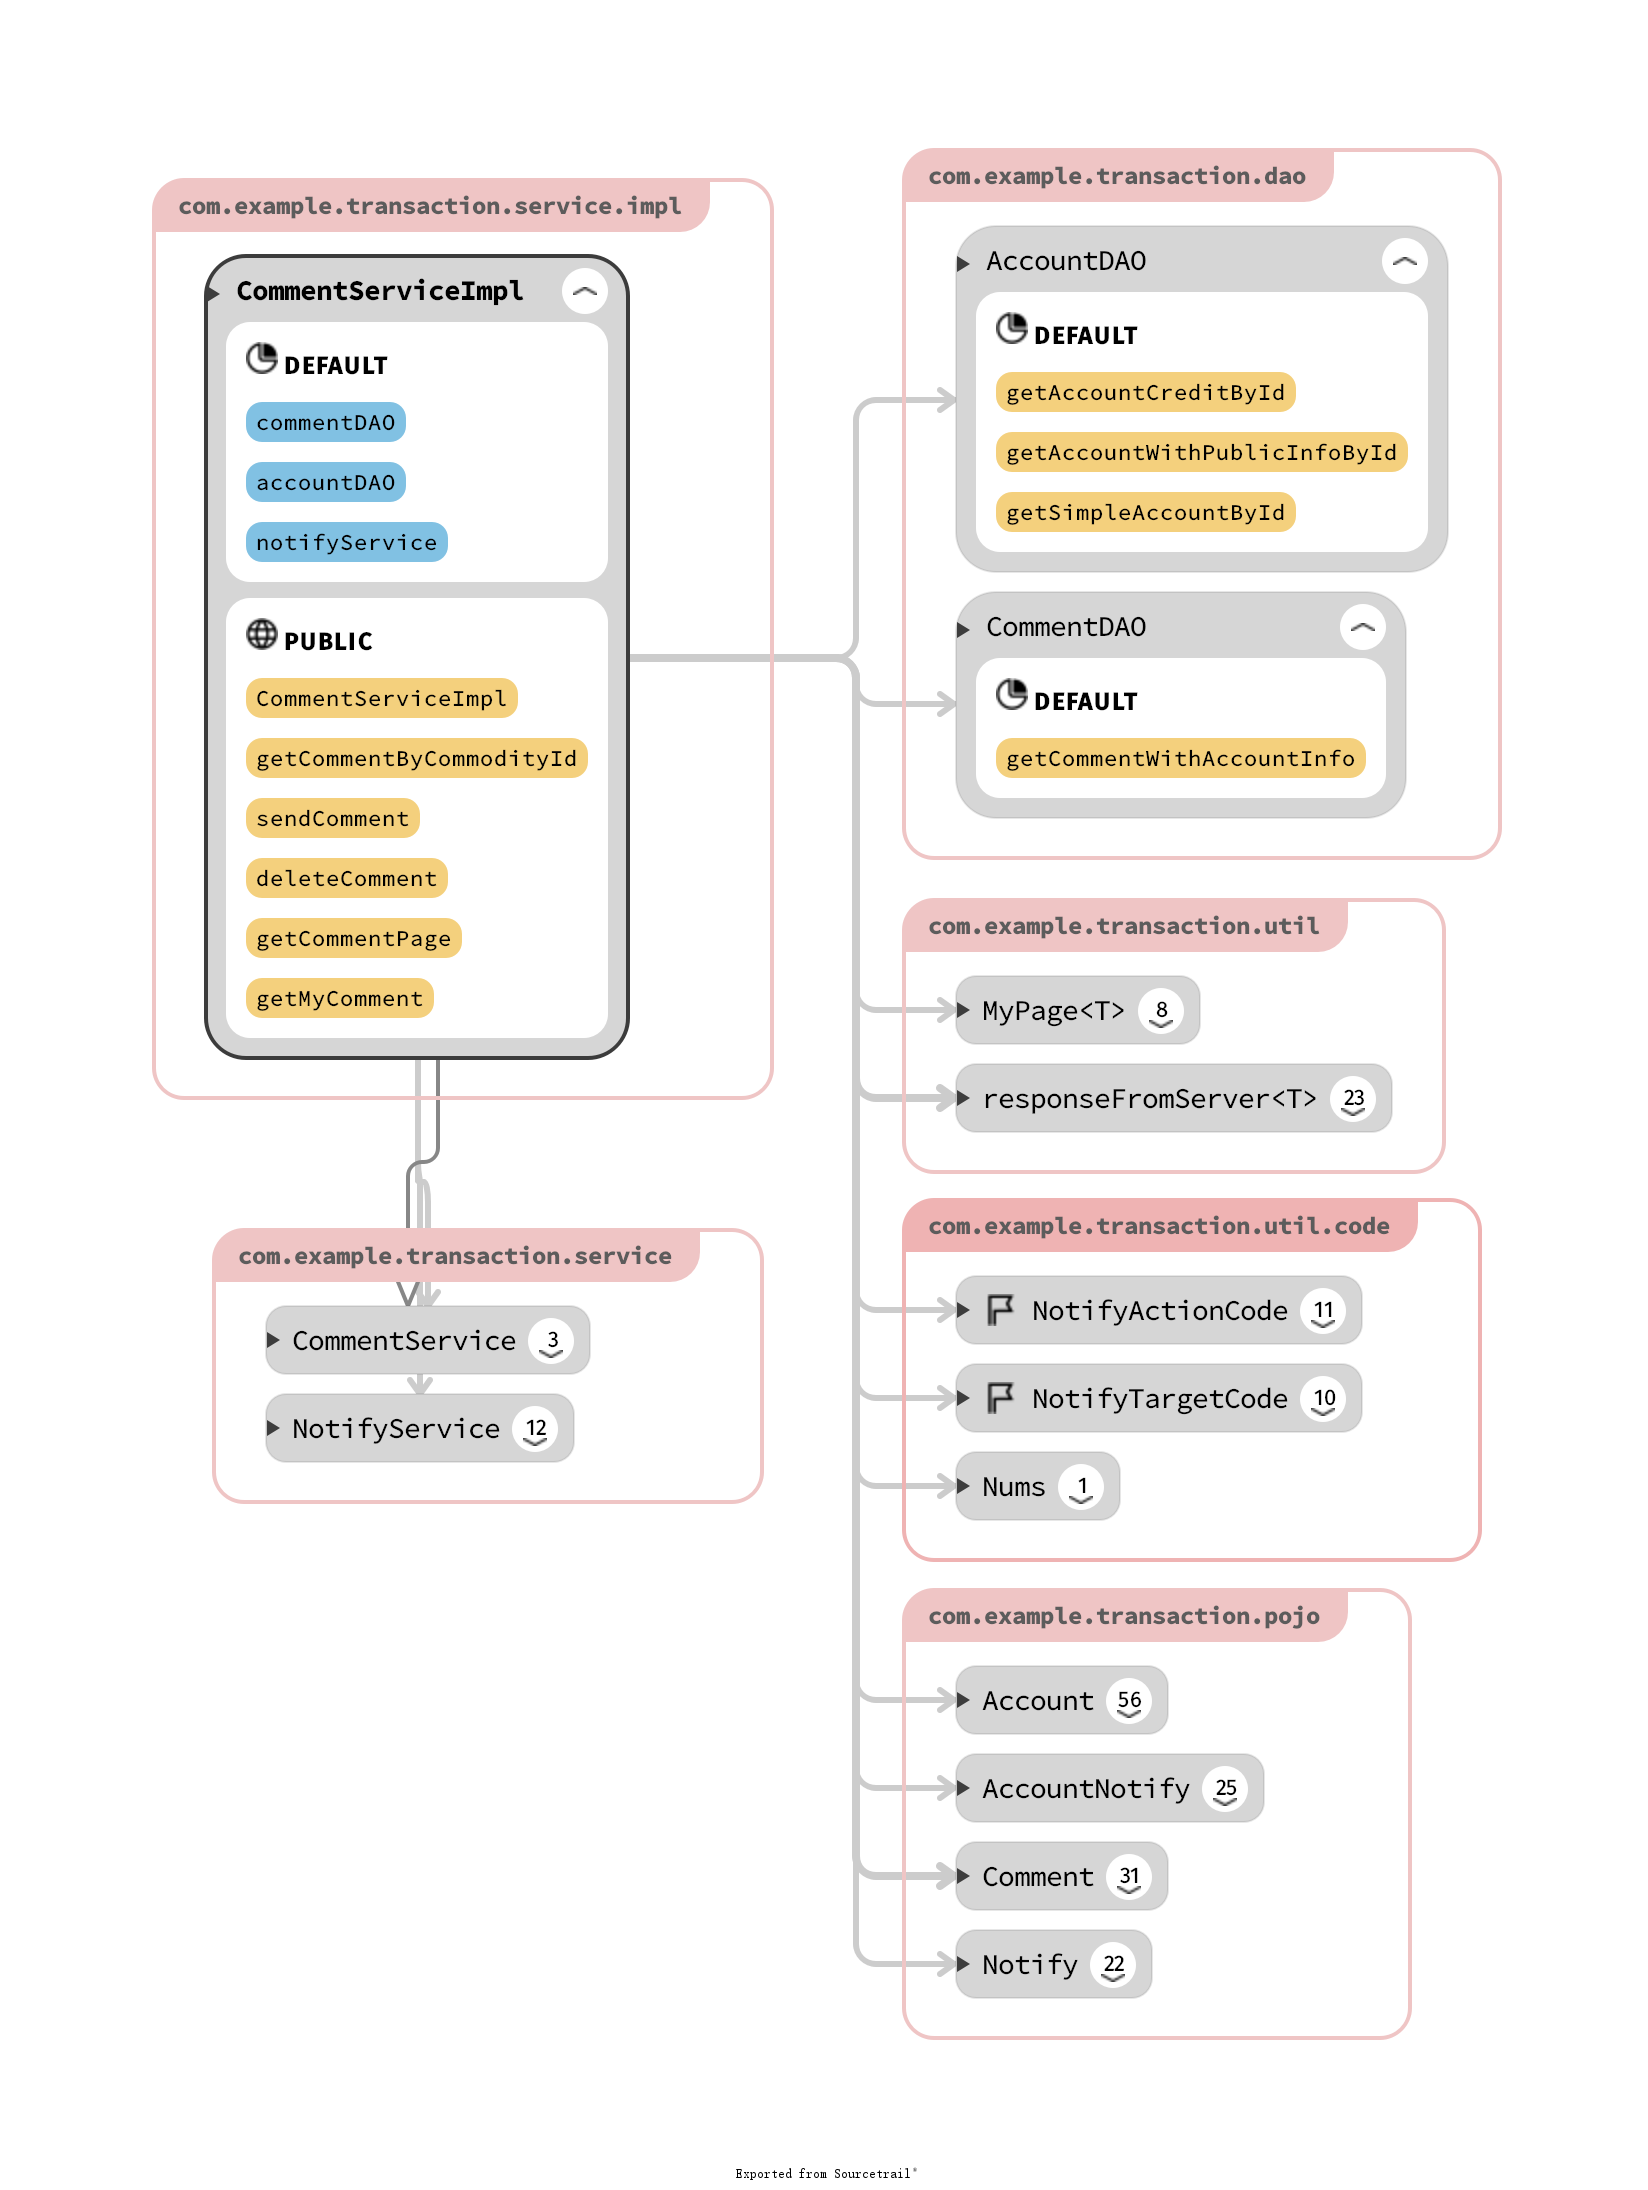 com.example.transaction.service.impl
CommentServiceImpl
DEFAULT
commentDAO
accountDAO
notifyService
PUBLIC
CommentServiceImpl
getCommentByCommodityId
sendComment
deleteComment
getCommentPage
getMyComment
com.example.transaction.service
CommentService 3
NotifyService 12
com.example.transaction.dao
AccountDAO
DEFAULT
getAccountCreditById
getAccountWithPublicInfoById
getSimpleAccountById
CommentDAO
DEFAULT
getCommentWithAccountInfo
com.example.transaction.util
MyPage<T> 8
responseFromServer<T> 23
com.example.transaction.util.code
NotifyActionCode 11
NotifyTargetCode 10
Nums 1
com.example.transaction.pojo
Account 56
AccountNotify 25
Comment 31
Notify 22
Exported from Sourcetrail®